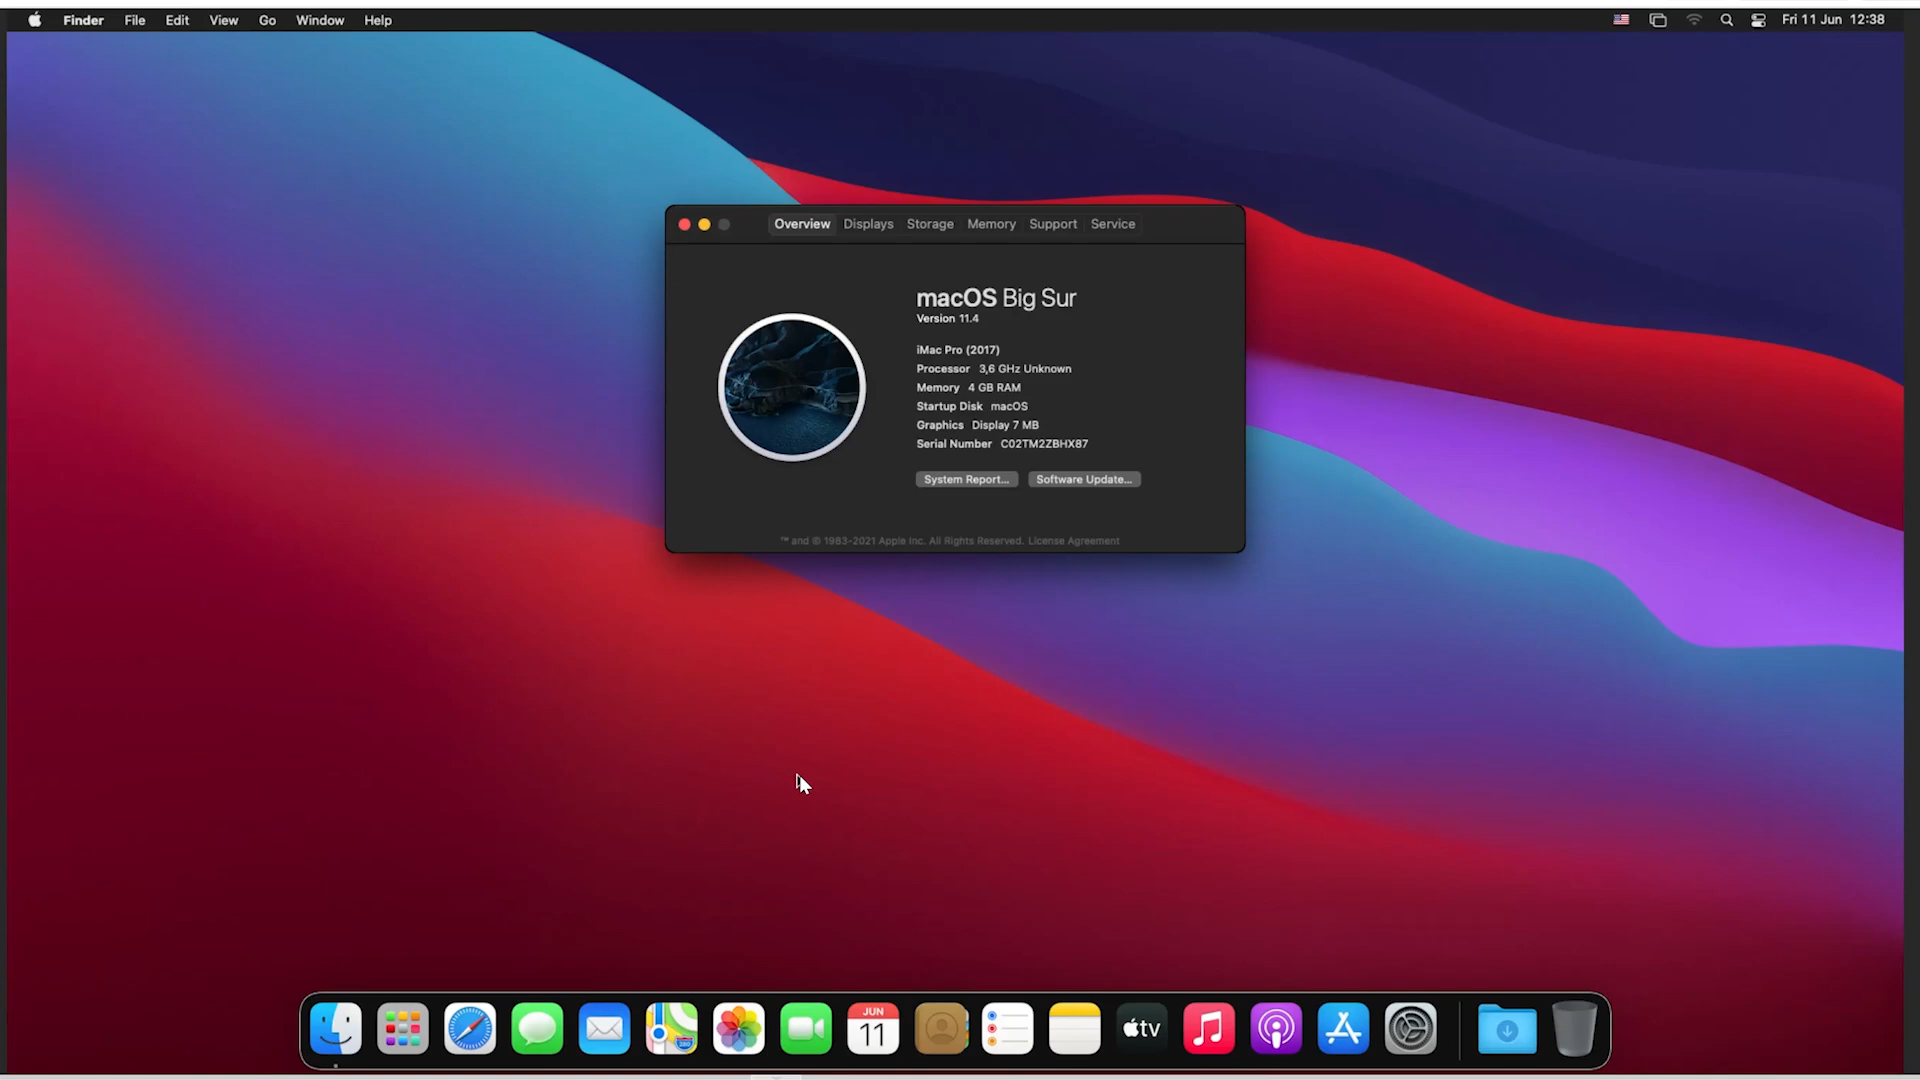 Finder File Edit View Go Window Help Fri 11 Jun 12:38
Overview Displays Storage Memory Support Service
macOS Big Sur
Version 11.4
iMac Pro (2017)
Processor 3,6 GHz Unknown
Memory 4 GB RAM
Startup Disk macOS
Graphics Display 7 MB
Serial Number C02TM2ZBHX87
System Report... Software Update...
™ and © 1983-2021 Apple Inc. All Rights Reserved. License Agreement
JUN
11
tv